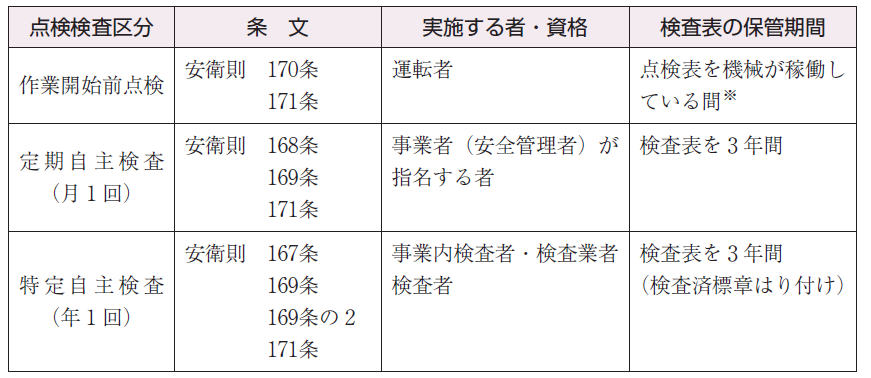 点検検査区分 条　文 実施する者・資格 検査表の保管期間
作業開始前点検
安衛則　170条
171条
運転者
点検表を機械が稼働し
ている間※
定期自主検査
（月１回）
安衛則　168条
169条
171条
事業者（安全管理者）が
指名する者
検査表を３年間
特定自主検査
（年１回）
安衛則　167条
169条
169条の２
171条
事業内検査者・検査業者
検査者
検査表を３年間
（検査済標章はり付け）